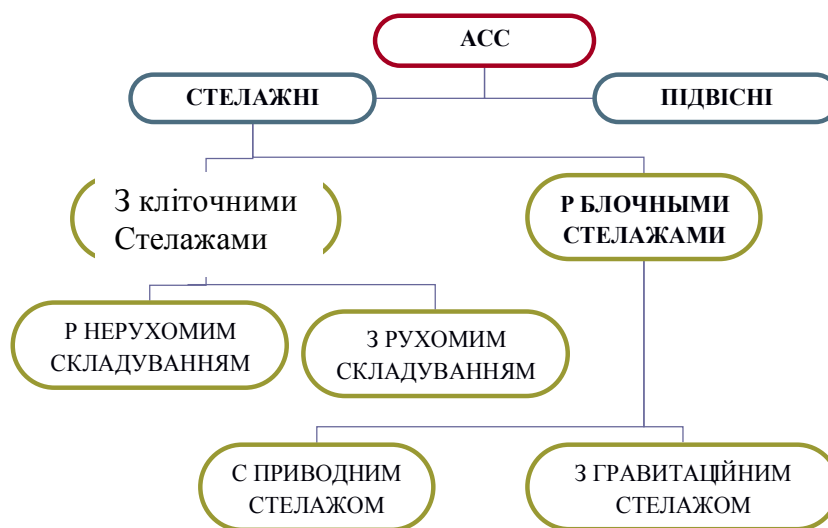 АСС
СТЕЛАЖНІ
ПІДВІСНІ
З кліточними
Стелажами
Р БЛОЧНЫМИ
СТЕЛАЖАМИ
Р НЕРУХОМИМ
СКЛАДУВАННЯМ
З РУХОМИМ
СКЛАДУВАННЯМ
С ПРИВОДНИМ
СТЕЛАЖОМ
З ГРАВИТАЦІЙНИМ
СТЕЛАЖОМ